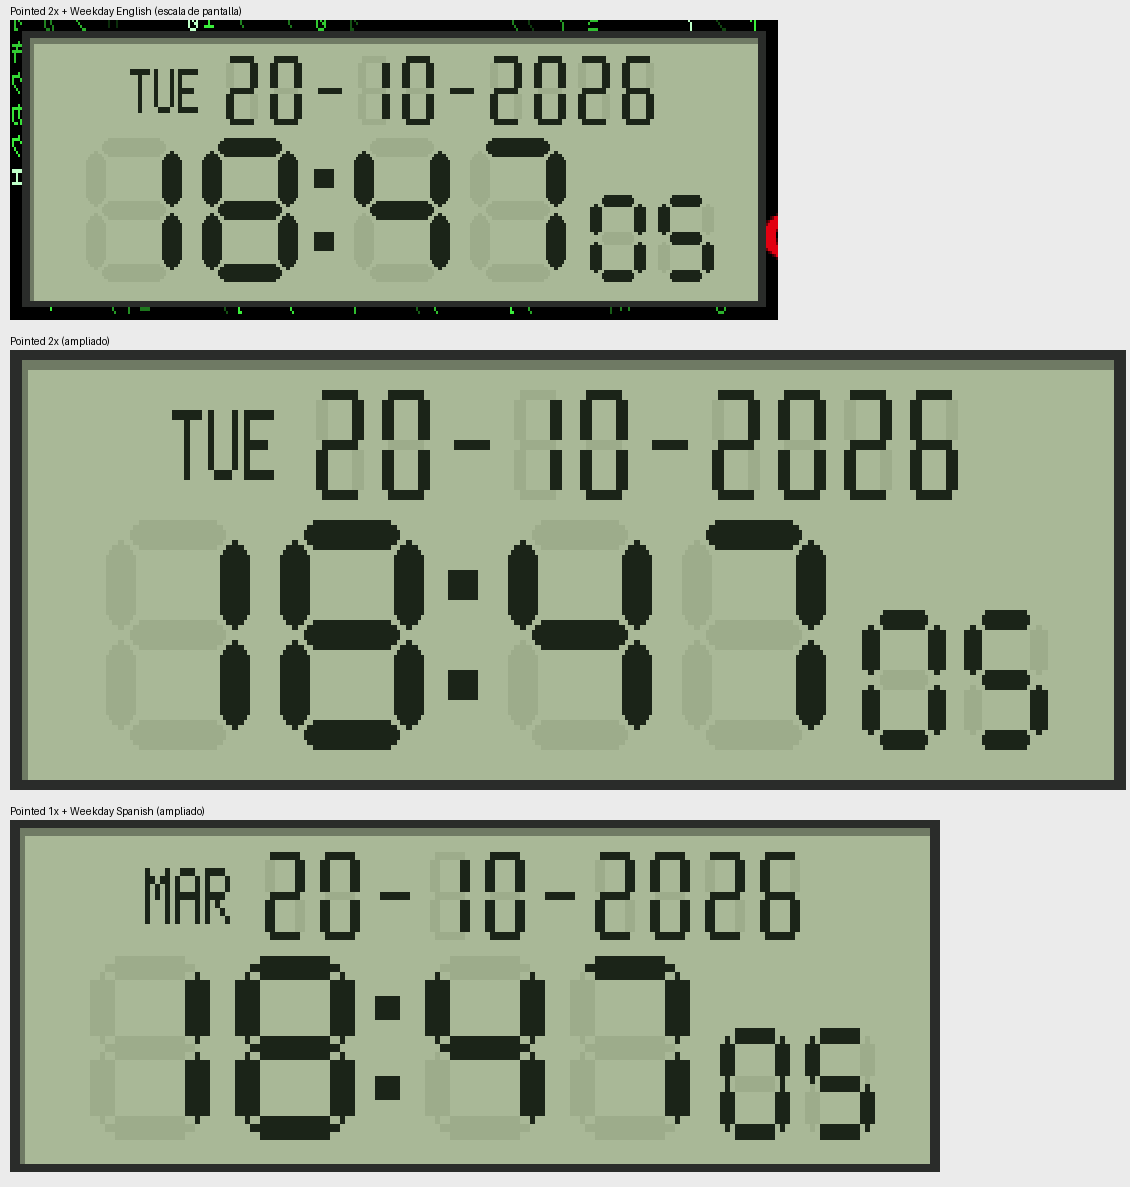 Pointed 2x + Weekday English (escala de pantalla)
TUE 20-10-2026
18:47 05
Pointed 2x (ampliado)
TUE 20-10-2026
18:47 05
Pointed 1x + Weekday Spanish (ampliado)
MAR 20-10-2026
18:47 05